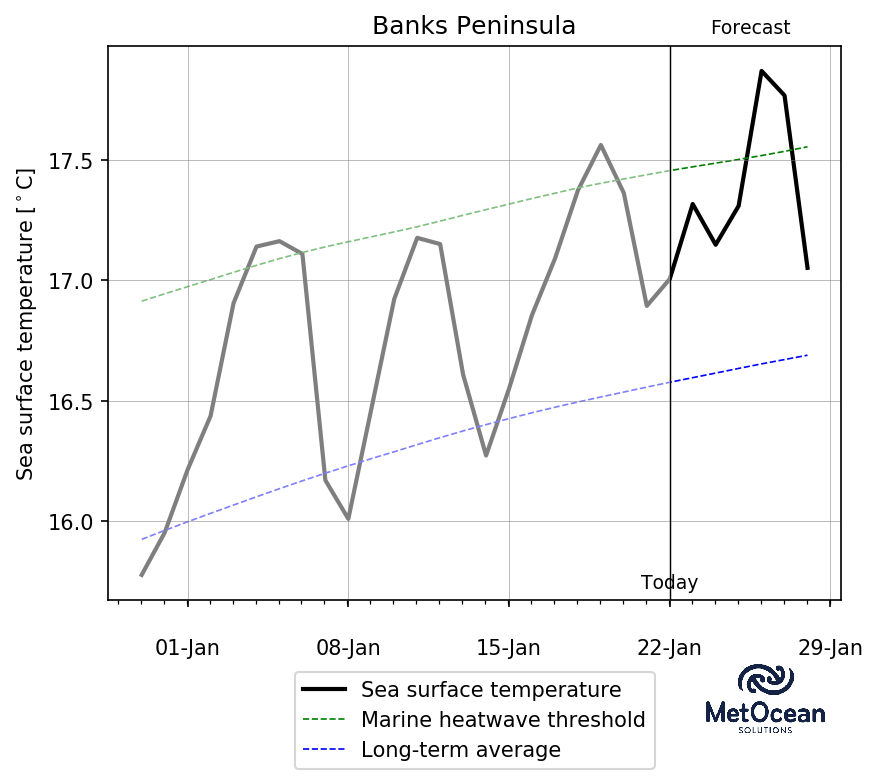 Banks Peninsula
Forecast
Sea surface temperature [°C]
17.5
17.0
16.5
16.0
Today
01-Jan
08-Jan
15-Jan
22-Jan
29-Jan
Sea surface temperature
Marine heatwave threshold
Long-term average
MetOcean
SOLUTIONS